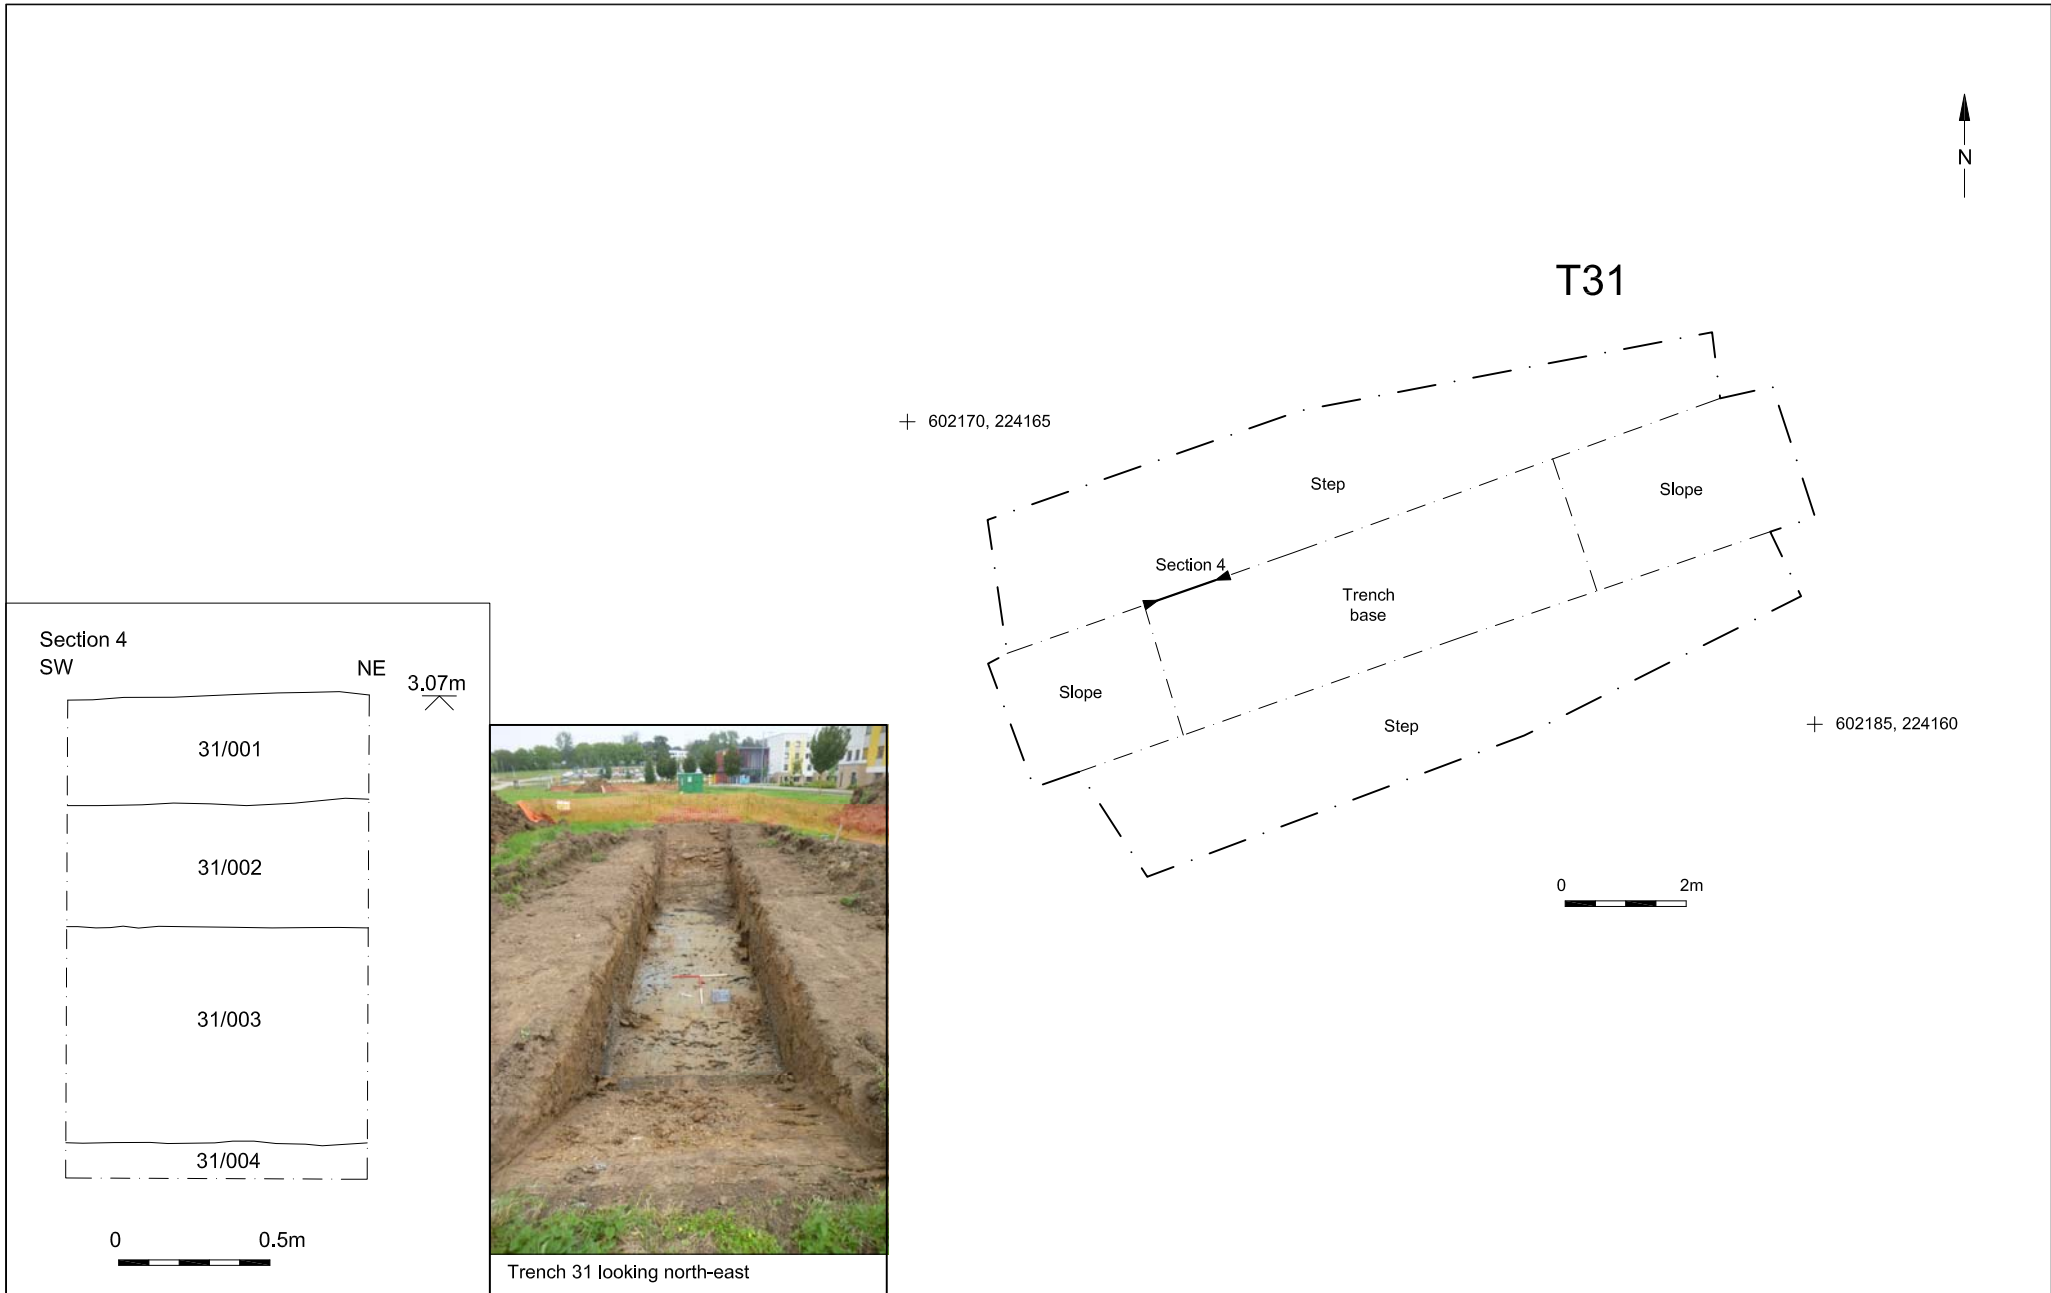 N
T31
602170, 224165
Step
Slope
Section 4
Trench
base
Slope
Step
602185, 224160
0 2m
Section 4
SW NE
3.07m
31/001
31/002
31/003
31/004
0 0.5m
Trench 31 looking north-east